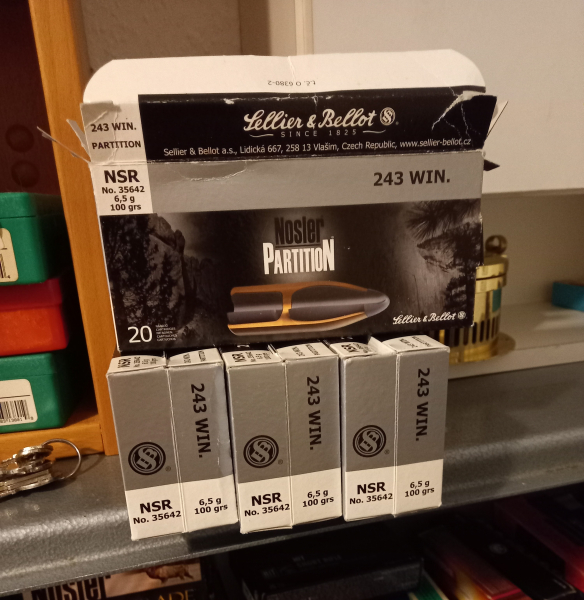 L.č. O 6380-2
243 WIN.
PARTITION
Sellier & Bellot
SINCE 1825
Sellier & Bellot a.s., Lidická 667, 258 13 Vlašim, Czech Republic, www.sellier-bellot.cz
NSR
No. 35642
6,5 g
100 grs
243 WIN.
Nosler
PARTITION
20
Sellier & Bellot
243 WIN.
NSR
No. 35642
6,5 g
100 grs
243 WIN.
NSR
No. 35642
6,5 g
100 grs
243 WIN.
NSR
No. 35642
6,5 g
100 grs
Nosler